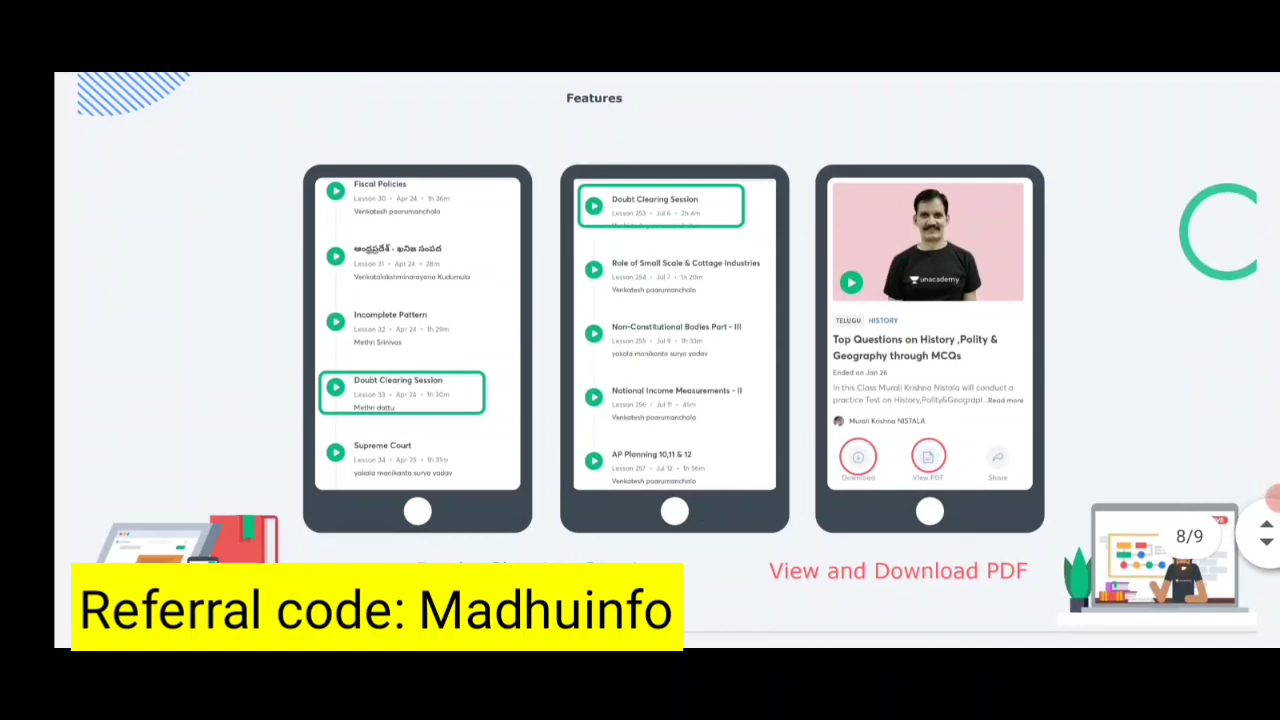 Features
Fiscal Policies
Lesson 30 • Apr 24 • 1h 36m
Venkatesh paarumanchala
ఆంధ్రప్రదేశ్ - ఖనిజ సంపద
Lesson 31 • Apr 24 • 28m
Venkatalakshminarayana Kudumula
Incomplete Pattern
Lesson 32 • Apr 24 • 1h 29m
Methri Srinivas
Doubt Clearing Session
Lesson 33 • Apr 24 • 1h 30m
Methri dattu
Supreme Court
Lesson 34 • Apr 25 • 1h 35m
yakala manikanta surya yadav
Doubt Clearing Session
Lesson 253 • Jul 6 • 2h 4m
Role of Small Scale & Cottage Industries
Lesson 254 • Jul 7 • 1h 20m
Venkatesh paarumanchala
Non-Constitutional Bodies Part - III
Lesson 255 • Jul 9 • 1h 33m
yakala manikanta surya yadav
National Income Measurements - II
Lesson 256 • Jul 11 • 45m
Venkatesh paarumanchala
AP Planning 10,11 & 12
Lesson 257 • Jul 12 • 1h 56m
Venkatesh paarumanchala
unacademy
TELUGU HISTORY
Top Questions on History ,Polity &
Geography through MCQs
Ended on Jan 26
In this Class Murali Krishna Nistala will conduct a
practice Test on History,Polity&Geograpl ..Read more
Murali Krishna NISTALA
Download View PDF Share
View and Download PDF
8/9
Referral code: Madhuinfo